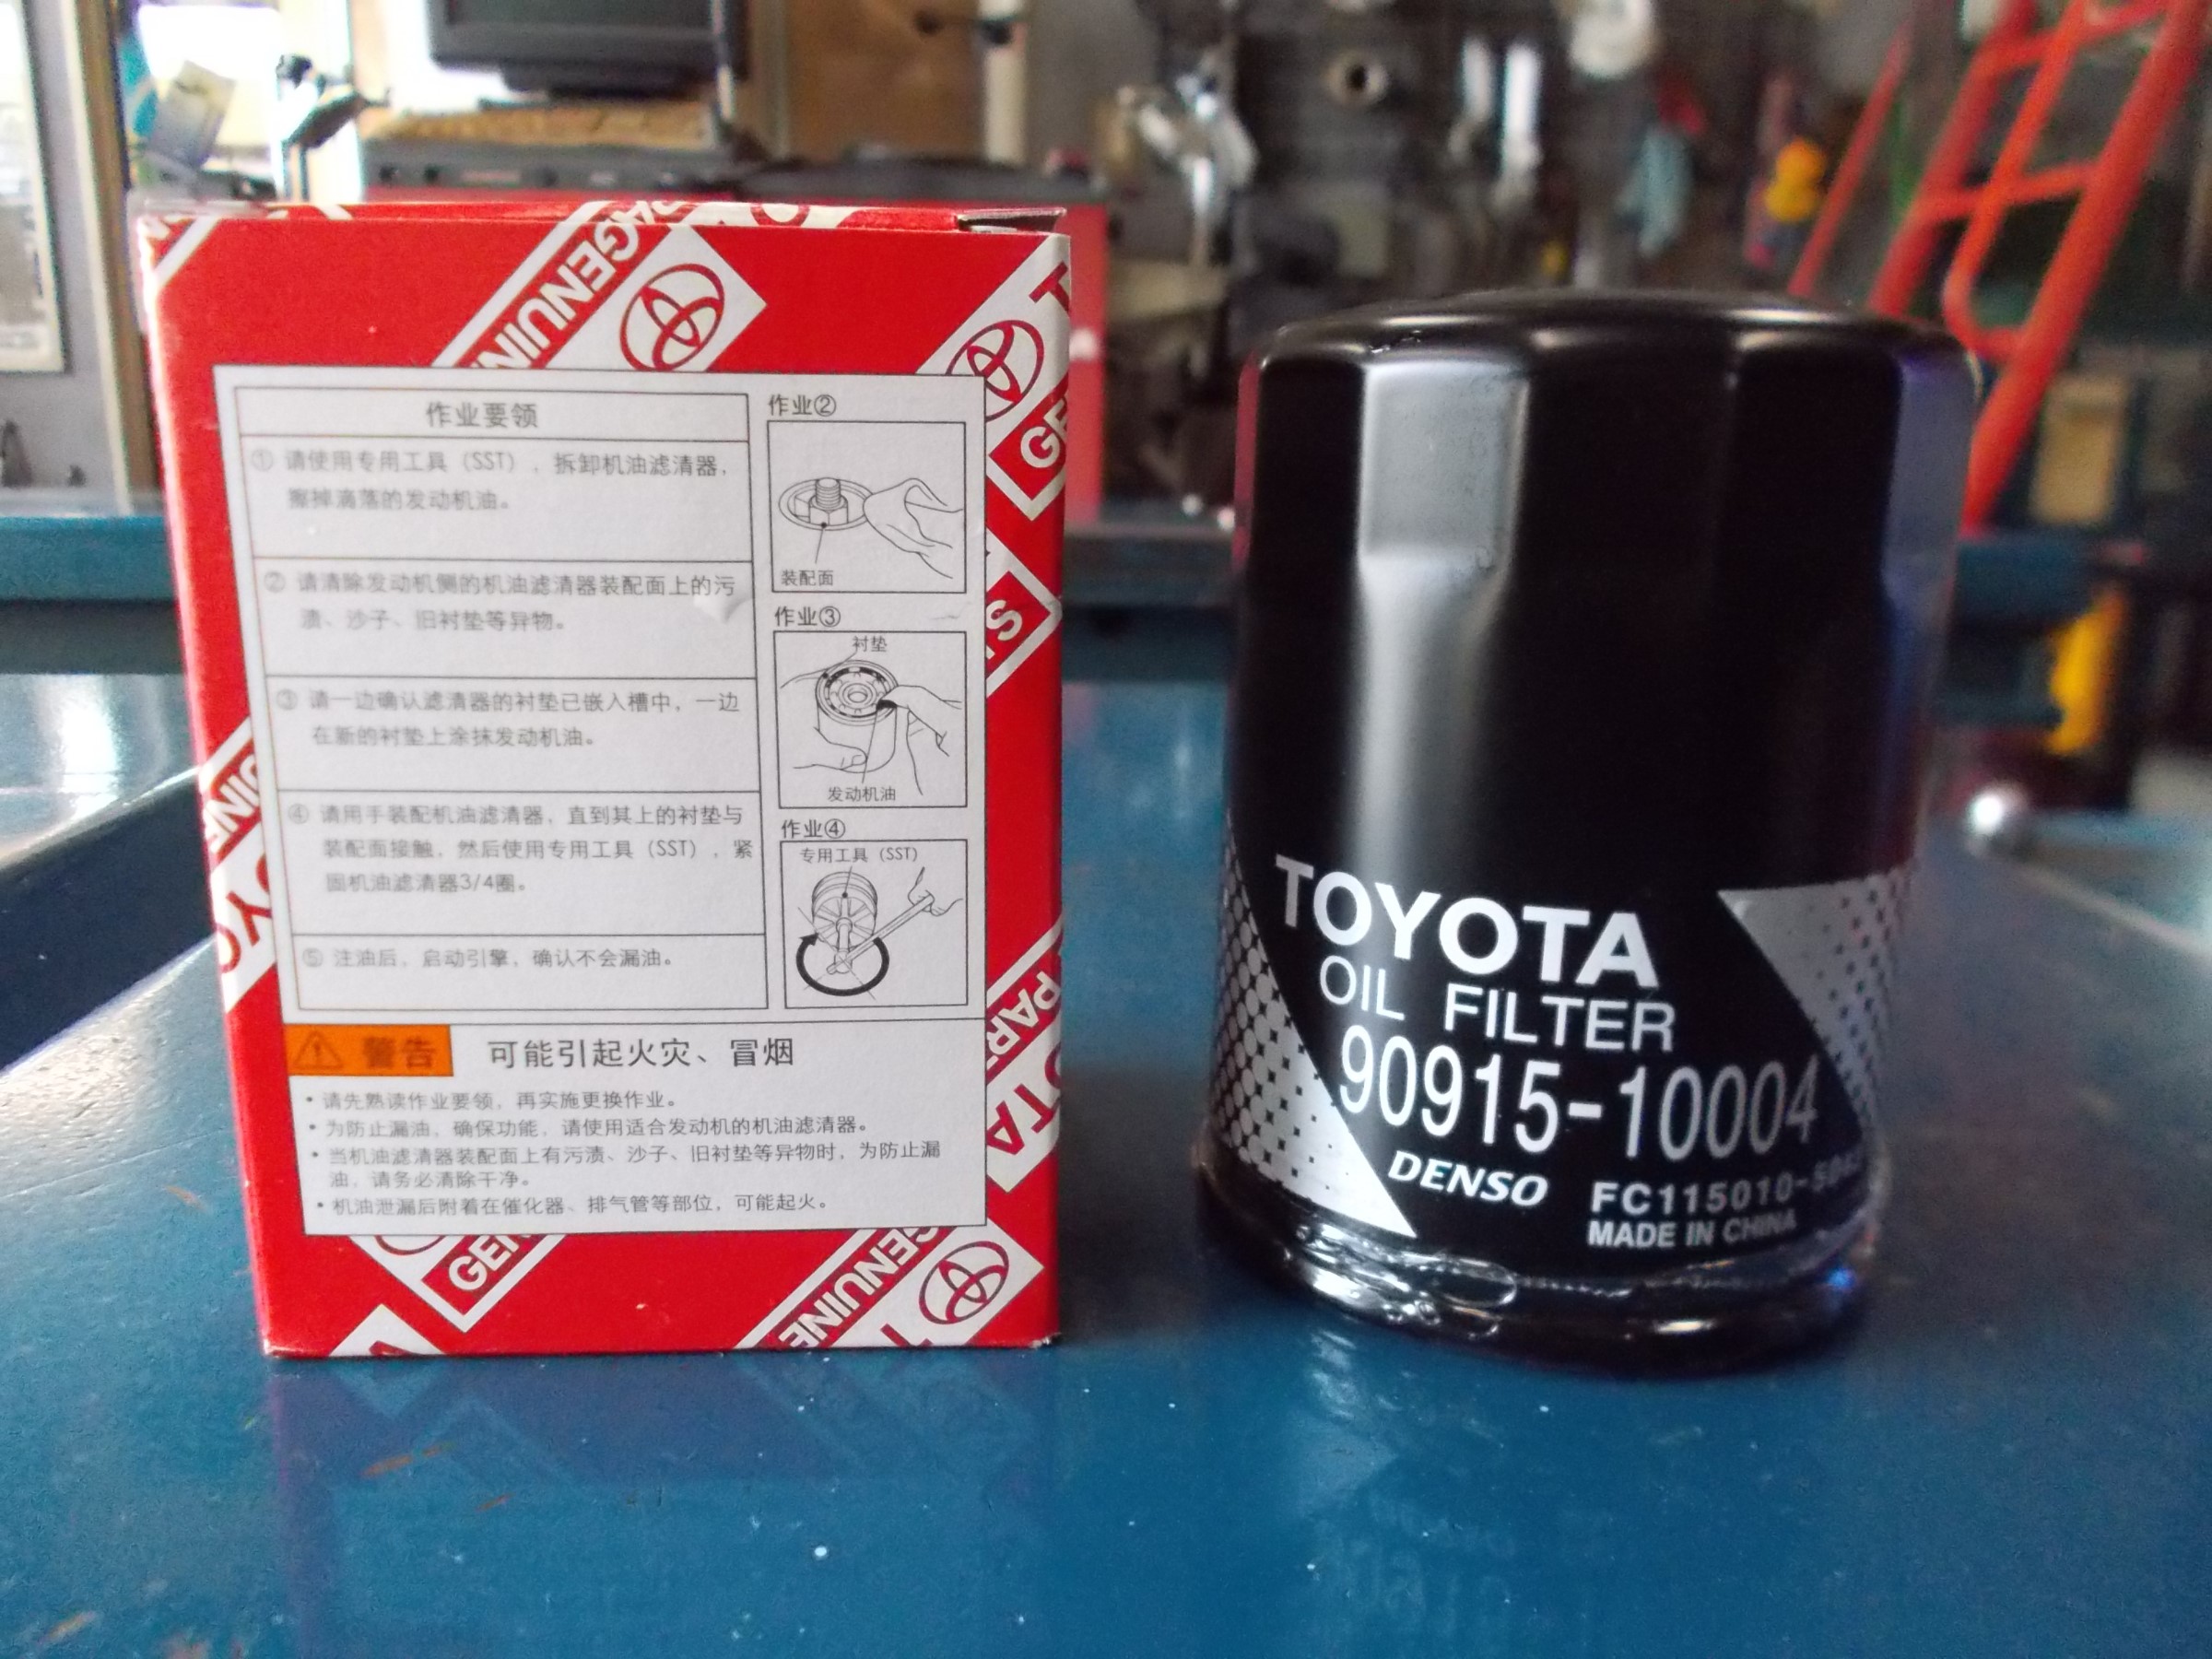 GENUINE
作业要领
① 请使用专用工具（SST），拆卸机油滤清器，
擦掉滴落的发动机油。
② 请清除发动机侧的机油滤清器装配面上的污
渍、沙子、旧衬垫等异物。
③ 请一边确认滤清器的衬垫已嵌入槽中，一边
在新的衬垫上涂抹发动机油。
④ 请用手装配机油滤清器，直到其上的衬垫与
装配面接触，然后使用专用工具（SST），紧
固机油滤清器3/4圈。
⑤ 注油后，启动引擎，确认不会漏油。
作业②
装配面
作业③
衬垫
发动机油
作业④
专用工具（SST）
警告 可能引起火灾、冒烟
• 请先熟读作业要领，再实施更换作业。
• 为防止漏油，确保功能，请使用适合发动机的机油滤清器。
• 当机油滤清器装配面上有污渍、沙子、旧衬垫等异物时，为防止漏
油，请务必清除干净。
• 机油泄漏后附着在催化器、排气管等部位，可能起火。
GENUINE
TOYOTA
OIL FILTER
90915-10004
DENSO
MADE IN CHINA